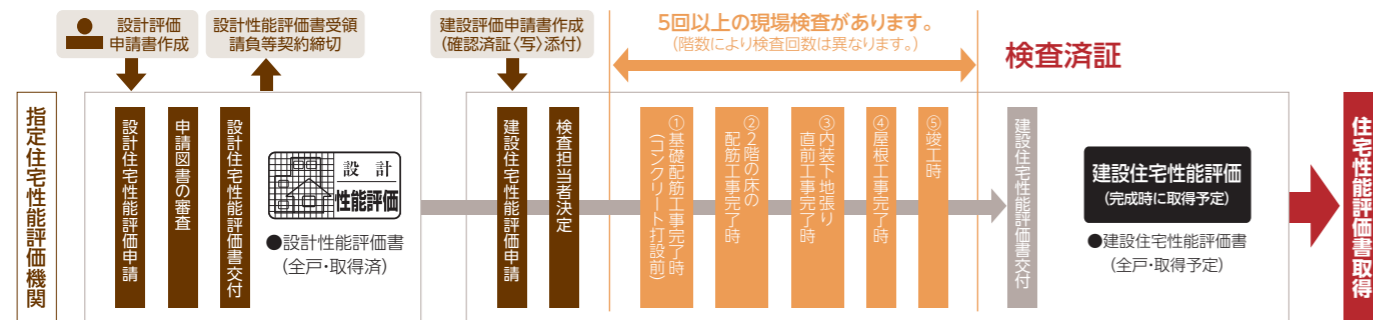 設計評価
申請書作成
設計性能評価書受領
請負等契約締切
建設評価申請書作成
(確認済証〈写〉添付)
5回以上の現場検査があります。
(階数により検査回数は異なります。)
検査済証
指定住宅性能評価機関
設計住宅性能評価申請
申請図書の審査
設計住宅性能評価書交付
設計
性能評価
●設計性能評価書
(全戸・取得済)
建設住宅性能評価申請
検査担当者決定
①基礎配筋工事完了時
(コンクリート打設前)
②2階の床の
配筋工事完了時
③内装下地張り
直前工事完了時
④屋根工事完了時
⑤竣工時
建設住宅性能評価書交付
建設住宅性能評価
(完成時に取得予定)
●建設住宅性能評価書
(全戸・取得予定)
住宅性能評価書取得